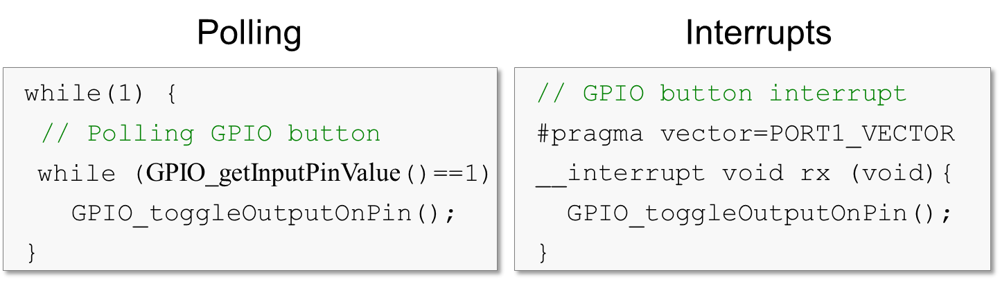 Polling
while(1) {
// Polling GPIO button
while (GPIO_getInputPinValue()==1)
GPIO_toggleOutputOnPin();
}
Interrupts
// GPIO button interrupt
#pragma vector=PORT1_VECTOR
__interrupt void rx (void){
GPIO_toggleOutputOnPin();
}